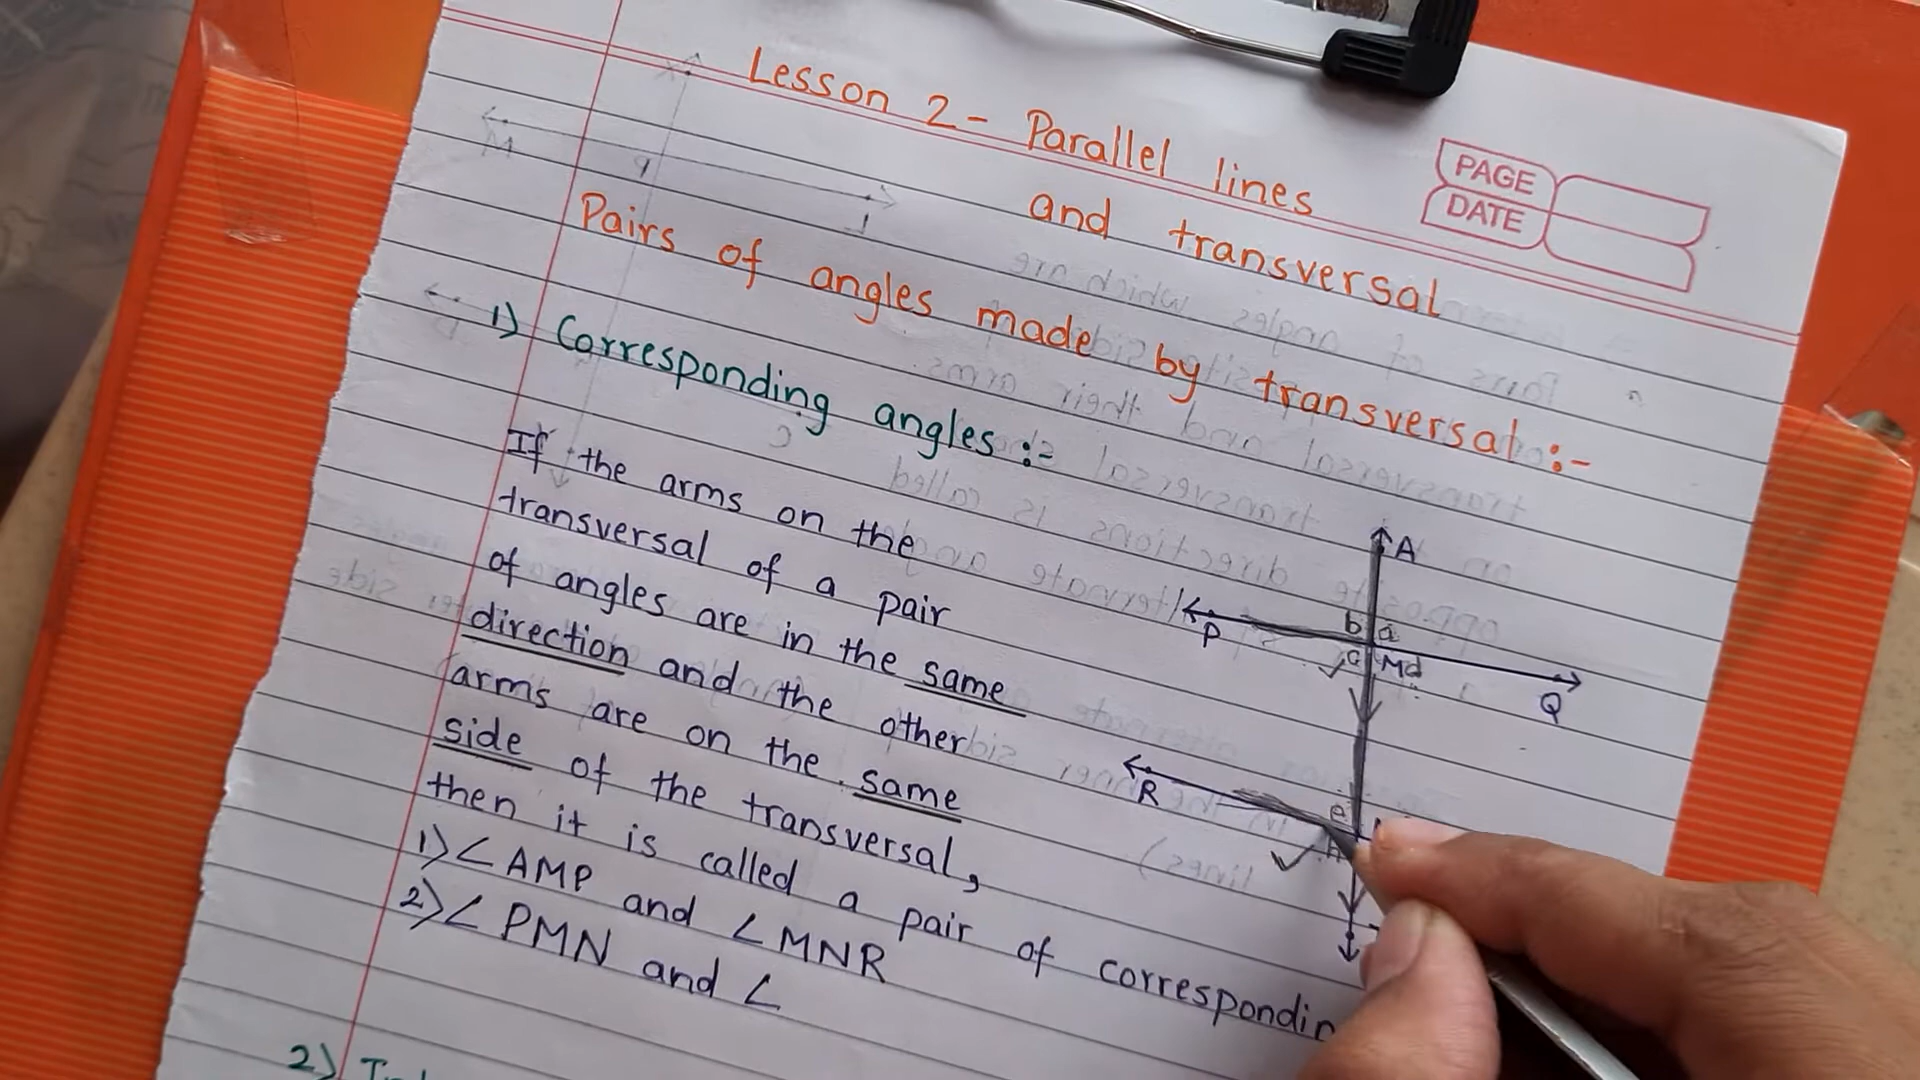 Lesson 2 - Parallel lines
and transversal
PAGE
DATE
Pairs of angles made by transversal :-
1) Corresponding angles :-
If the arms on the
transversal of a pair
of angles are in the same
direction and the other
arms are on the same
side of the transversal,
then it is called a pair of correspondin
1) ∠AMP and ∠MNR
2) ∠PMN and ∠
2)
A
b a
P
c M d
Q
R
e
h